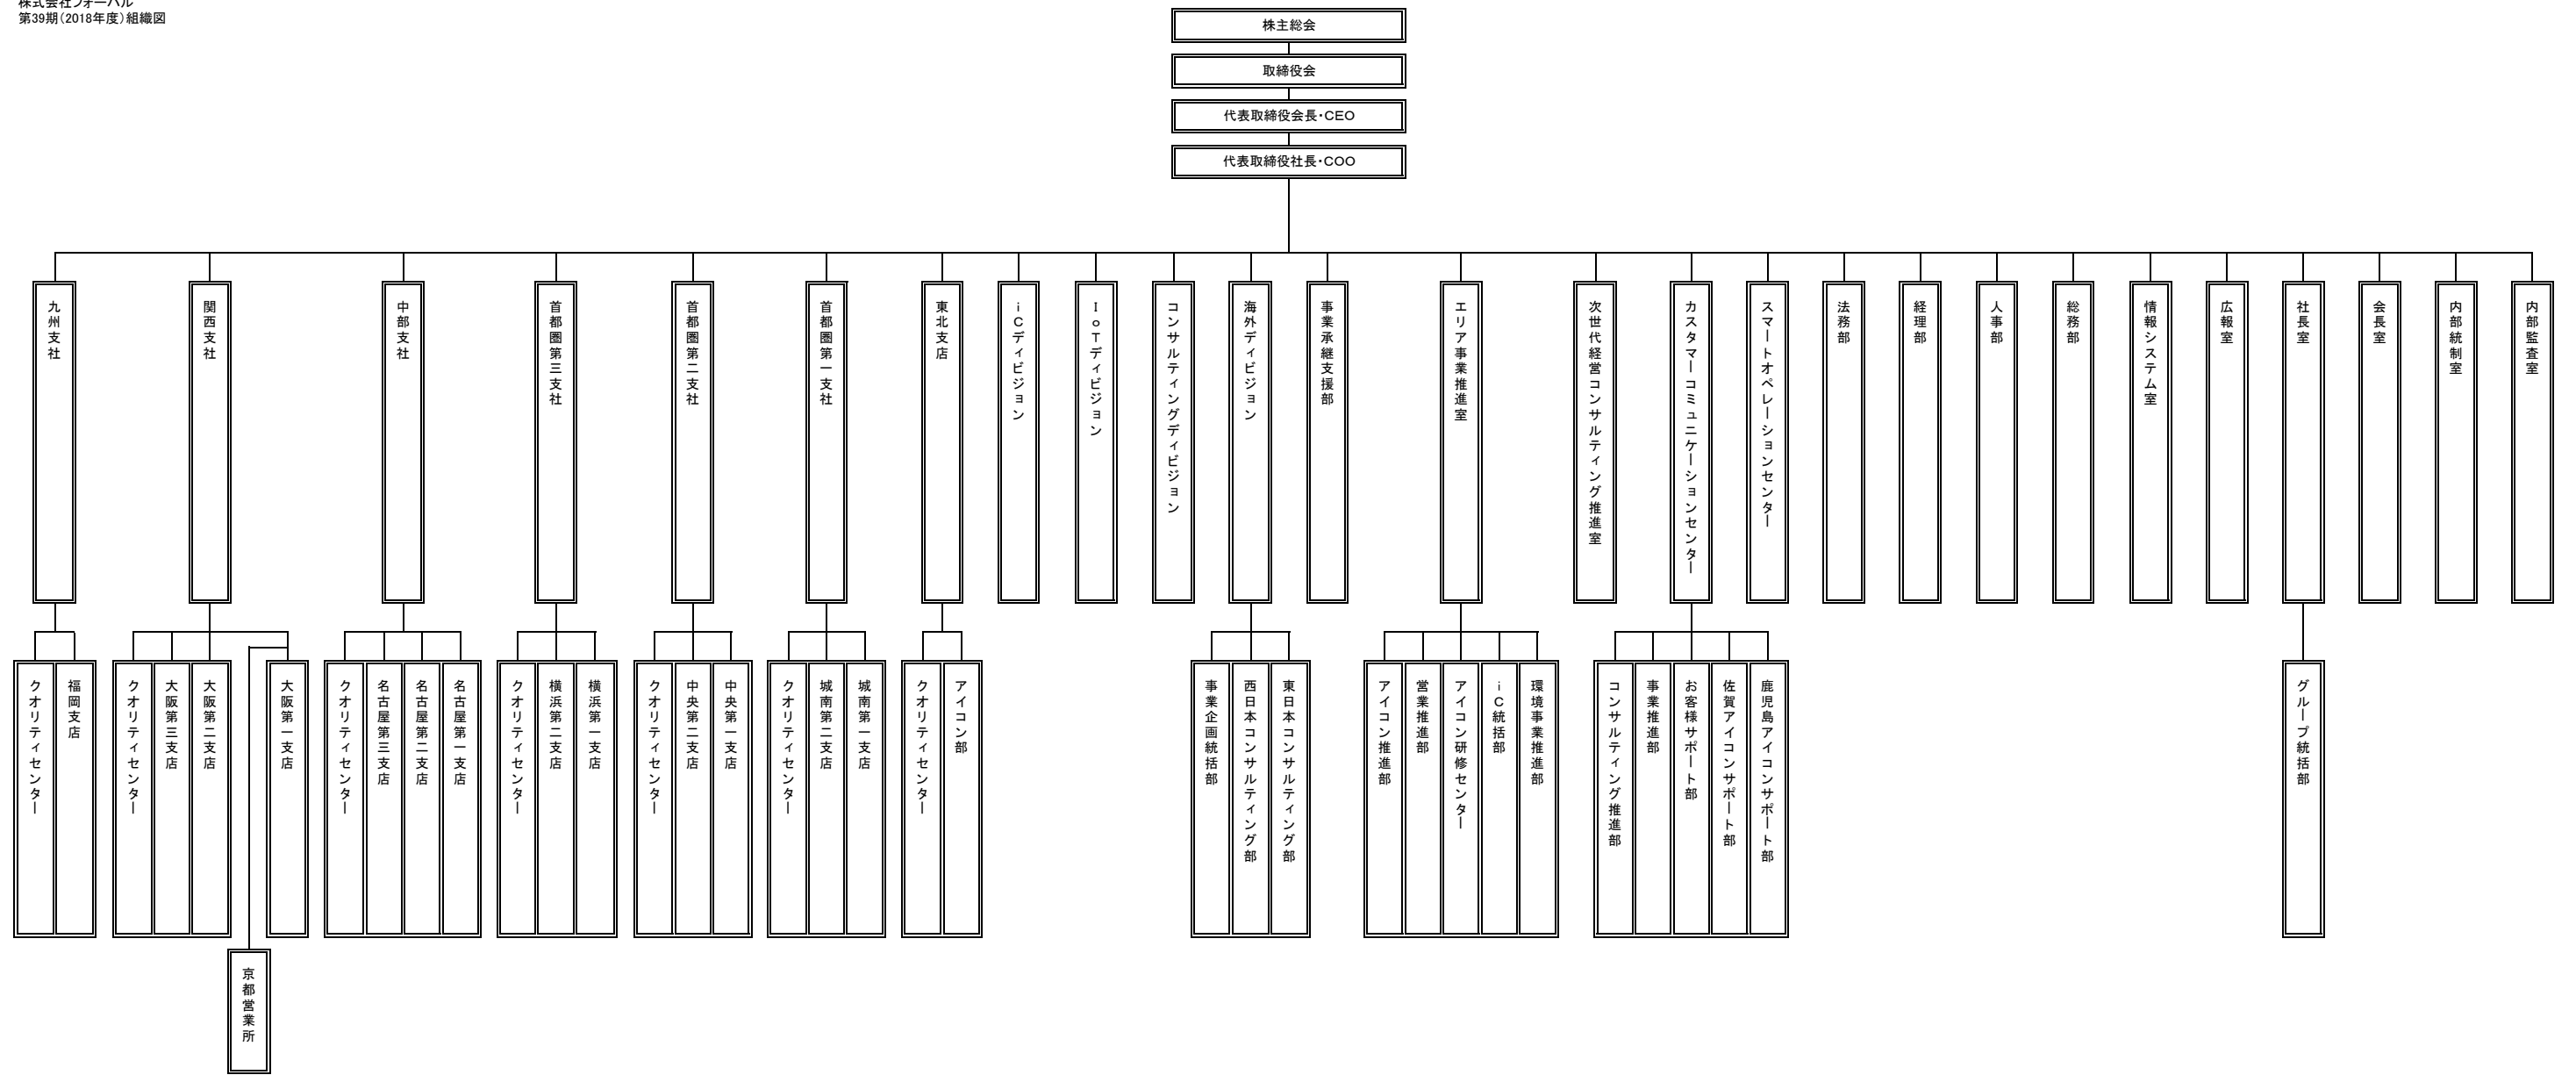 株式会社フォーバル
第39期(2018年度)組織図
株主総会
取締役会
代表取締役会長・CEO
代表取締役社長・COO
九州支社
関西支社
中部支社
首都圏第三支社
首都圏第二支社
首都圏第一支社
東北支店
iCディビジョン
IoTディビジョン
コンサルティングディビジョン
海外ディビジョン
事業承継支援部
エリア事業推進室
次世代経営コンサルティング推進室
カスタマーコミュニケーションセンター
スマートオペレーションセンター
法務部
経理部
人事部
総務部
情報システム室
広報室
社長室
会長室
内部統制室
内部監査室
クオリティセンター
福岡支店
クオリティセンター
大阪第三支店
大阪第二支店
大阪第一支店
クオリティセンター
名古屋第三支店
名古屋第二支店
名古屋第一支店
クオリティセンター
横浜第二支店
横浜第一支店
クオリティセンター
中央第二支店
中央第一支店
クオリティセンター
城南第二支店
城南第一支店
クオリティセンター
アイコン部
事業企画統括部
西日本コンサルティング部
東日本コンサルティング部
アイコン推進部
営業推進部
アイコン研修センター
iC統括部
環境事業推進部
コンサルティング推進部
事業推進部
お客様サポート部
佐賀アイコンサポート部
鹿児島アイコンサポート部
グループ統括部
京都営業所